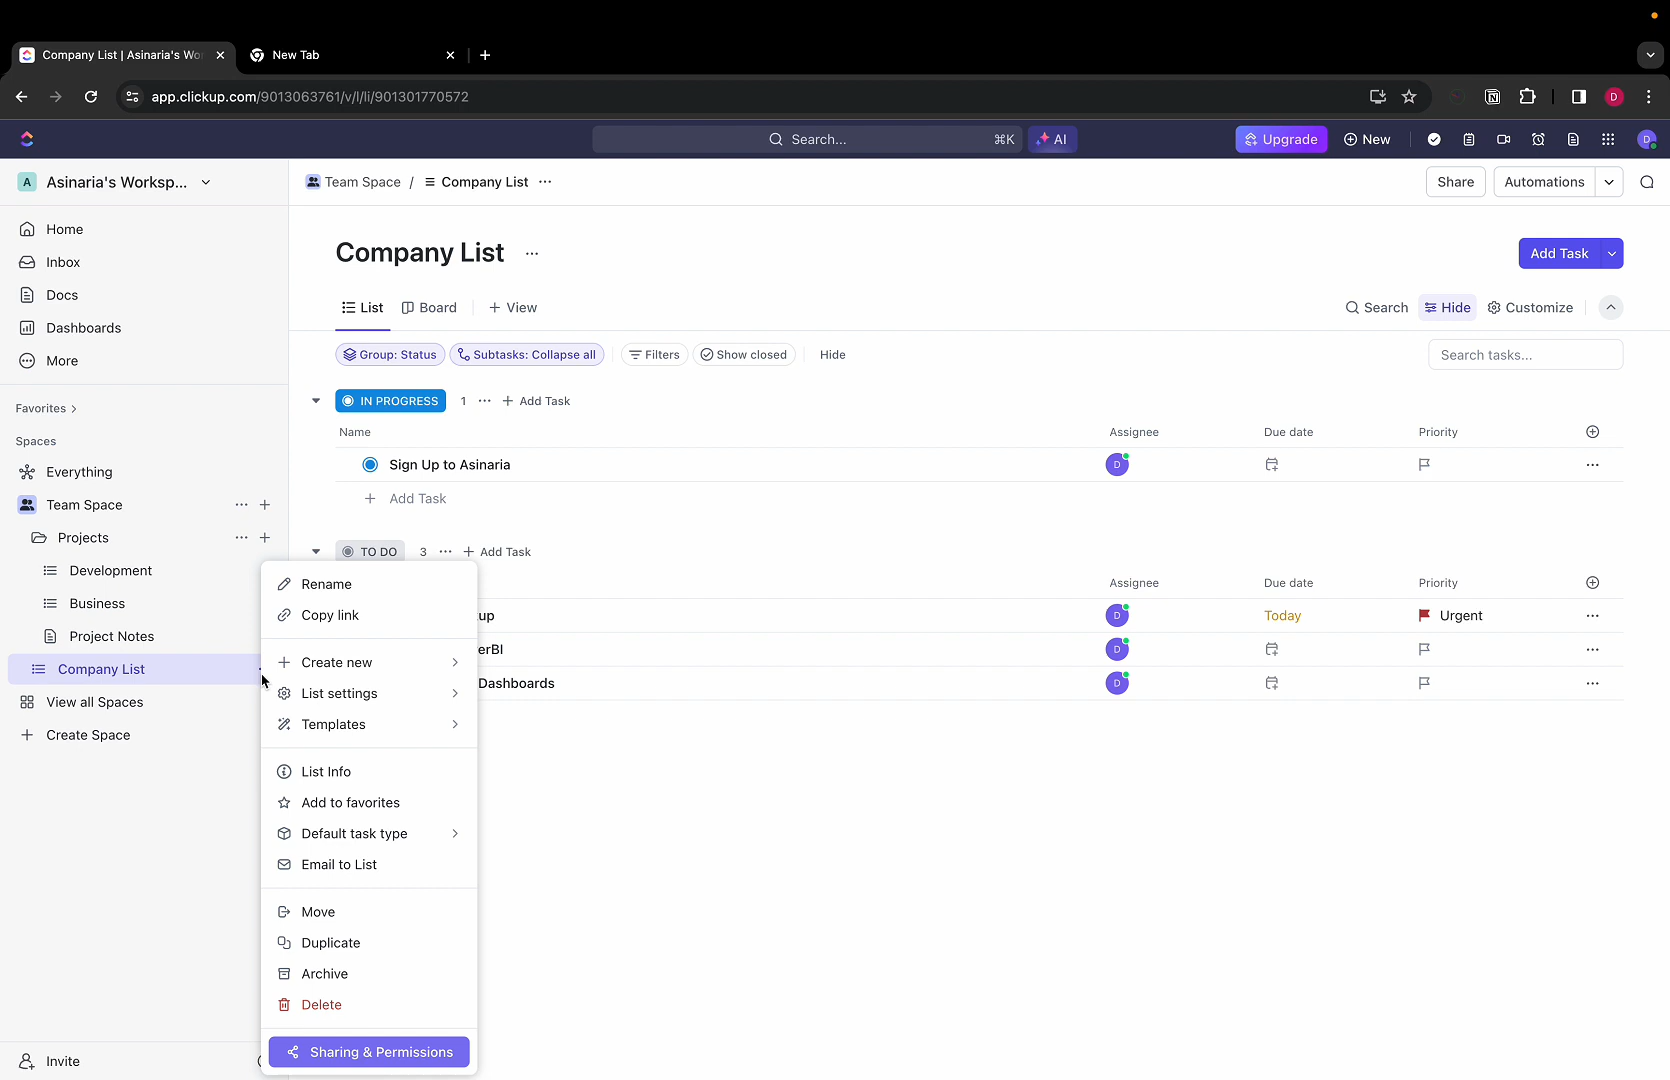 Company List | Asinaria's Wo
New Tab
app.clickup.com/9013063761/v/l/li/901301770572
D
Search...
⌘K
AI
Upgrade
New
D
A
Asinaria's Worksp...
Team Space / Company List ...
Share
Automations
Home
Inbox
Docs
Dashboards
More
Favorites
Spaces
Everything
Team Space
Projects
Development
Business
Project Notes
Company List
View all Spaces
Create Space
Invite
Company List ...
Add Task
List
Board
+ View
Search
Hide
Customize
Group: Status
Subtasks: Collapse all
Filters
Show closed
Hide
Search tasks...
IN PROGRESS
1
... + Add Task
Name
Assignee
Due date
Priority
Sign Up to Asinaria
D
+ Add Task
TO DO
3
... + Add Task
Assignee
Due date
Priority
up
D
Today
Urgent
erBI
D
Dashboards
D
Rename
Copy link
Create new
List settings
Templates
List Info
Add to favorites
Default task type
Email to List
Move
Duplicate
Archive
Delete
Sharing & Permissions